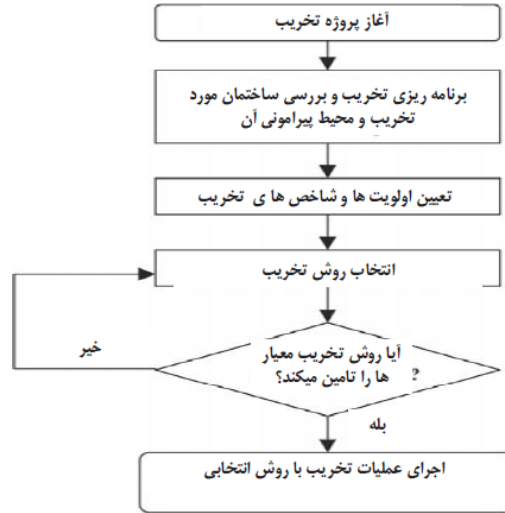 آغاز پروژه تخریب
برنامه ریزی تخریب و بررسی ساختمان مورد
تخریب و محیط پیرامونی آن
تعیین اولویت ها و شاخص ها ی تخریب
انتخاب روش تخریب
آیا روش تخریب معیار
ها را تامین میکند؟ ?
خیر
بله
اجرای عملیات تخریب با روش انتخابی